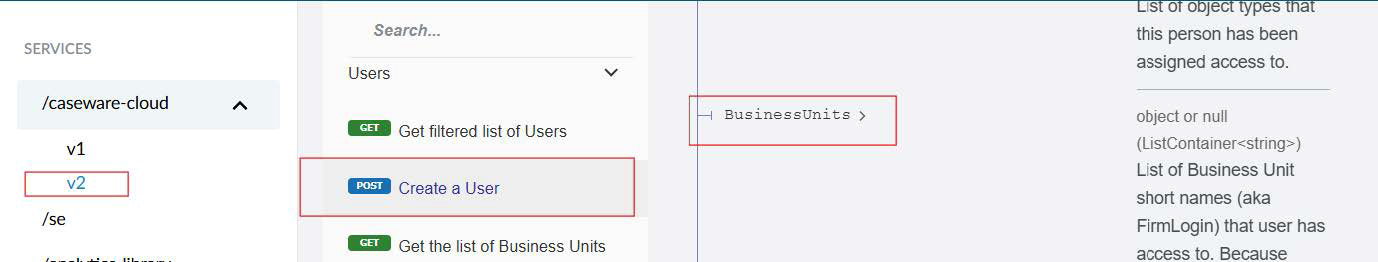 SERVICES
/caseware-cloud
v1
v2
/se
Search...
Users
GET Get filtered list of Users
POST Create a User
GET Get the list of Business Units
BusinessUnits >
List of object types that
this person has been
assigned access to.
object or null
(ListContainer<string>)
List of Business Unit
short names (aka
FirmLogin) that user has
access to. Because